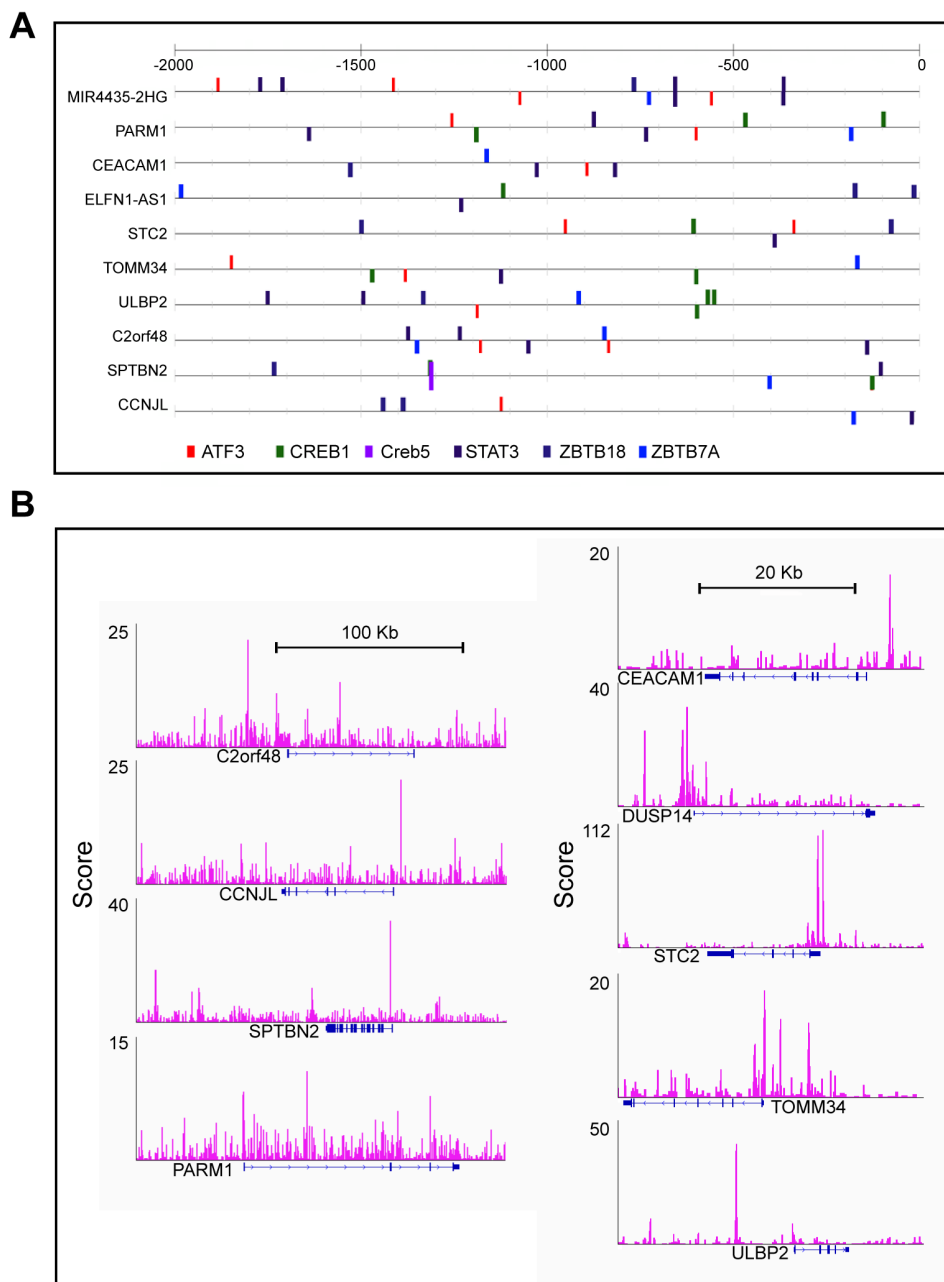 A
-2000 -1500 -1000 -500 0
MIR4435-2HG
PARM1
CEACAM1
ELFN1-AS1
STC2
TOMM34
ULBP2
C2orf48
SPTBN2
CCNJL
ATF3 CREB1 Creb5 STAT3 ZBTB18 ZBTB7A
B
25
100 Kb
C2orf48
25
CCNJL
40
SPTBN2
15
PARM1
Score
20
20 Kb
CEACAM1
40
DUSP14
112
STC2
20
TOMM34
50
ULBP2
Score